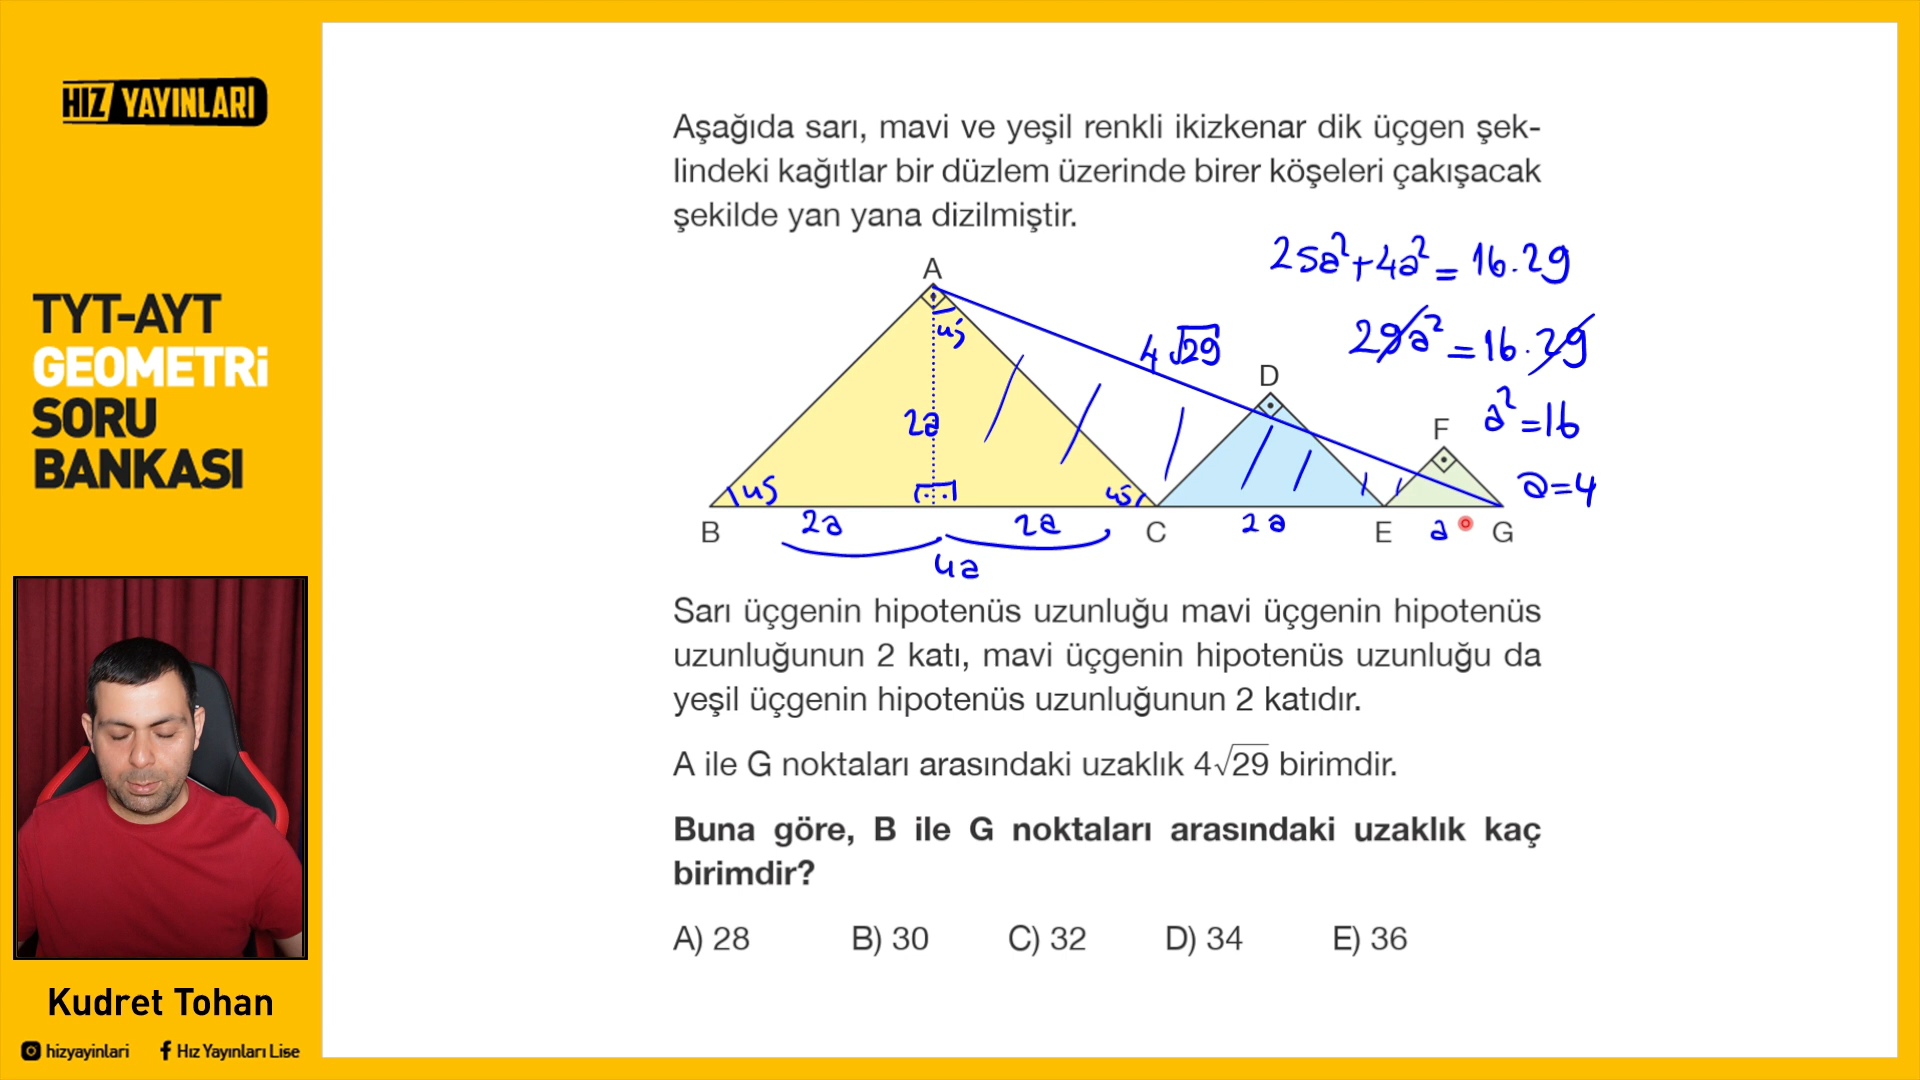 HIZ YAYINLARI
TYT-AYT
GEOMETRİ
SORU
BANKASI
Kudret Tohan
hizyayinlari
Hız Yayınları Lise
Aşağıda sarı, mavi ve yeşil renkli ikizkenar dik üçgen şek-
lindeki kağıtlar bir düzlem üzerinde birer köşeleri çakışacak
şekilde yan yana dizilmiştir.
25a²+4a² = 16.29
29a² = 16.29
a² = 16
a=4
A
45
4√29
D
F
2a
45
45
B
2a
2a
C
2a
E
a
G
4a
Sarı üçgenin hipotenüs uzunluğu mavi üçgenin hipotenüs
uzunluğunun 2 katı, mavi üçgenin hipotenüs uzunluğu da
yeşil üçgenin hipotenüs uzunluğunun 2 katıdır.
A ile G noktaları arasındaki uzaklık 4√29 birimdir.
Buna göre, B ile G noktaları arasındaki uzaklık kaç
birimdir?
A) 28 B) 30 C) 32 D) 34 E) 36